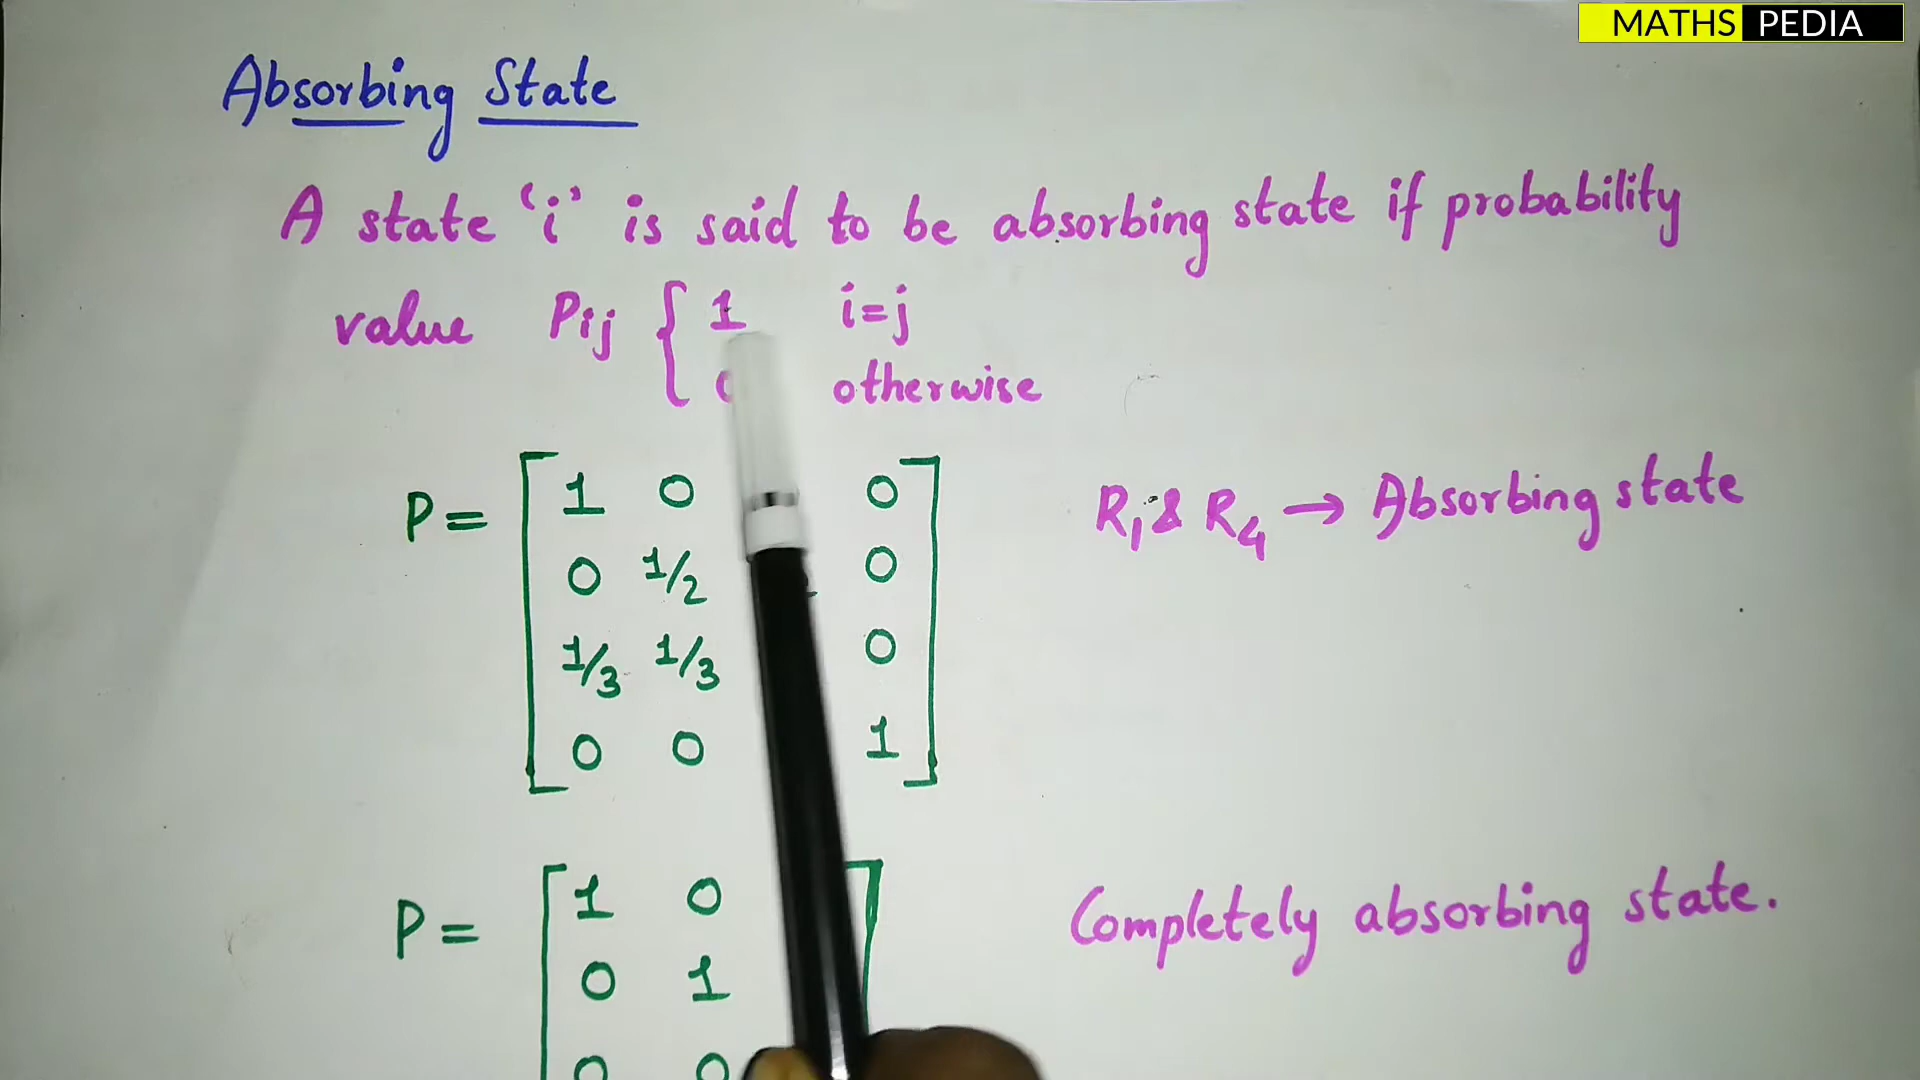 MATHS PEDIA
Absorbing State
A state 'i' is said to be absorbing state if probability
value Pij { 1 i=j
otherwise
P = [ 1 0 0 ]
0 1/2 0
1/3 1/3 0
0 0 1
R1 & R4 → Absorbing state
P = [ 1 0
0 1
0 0
Completely absorbing state.